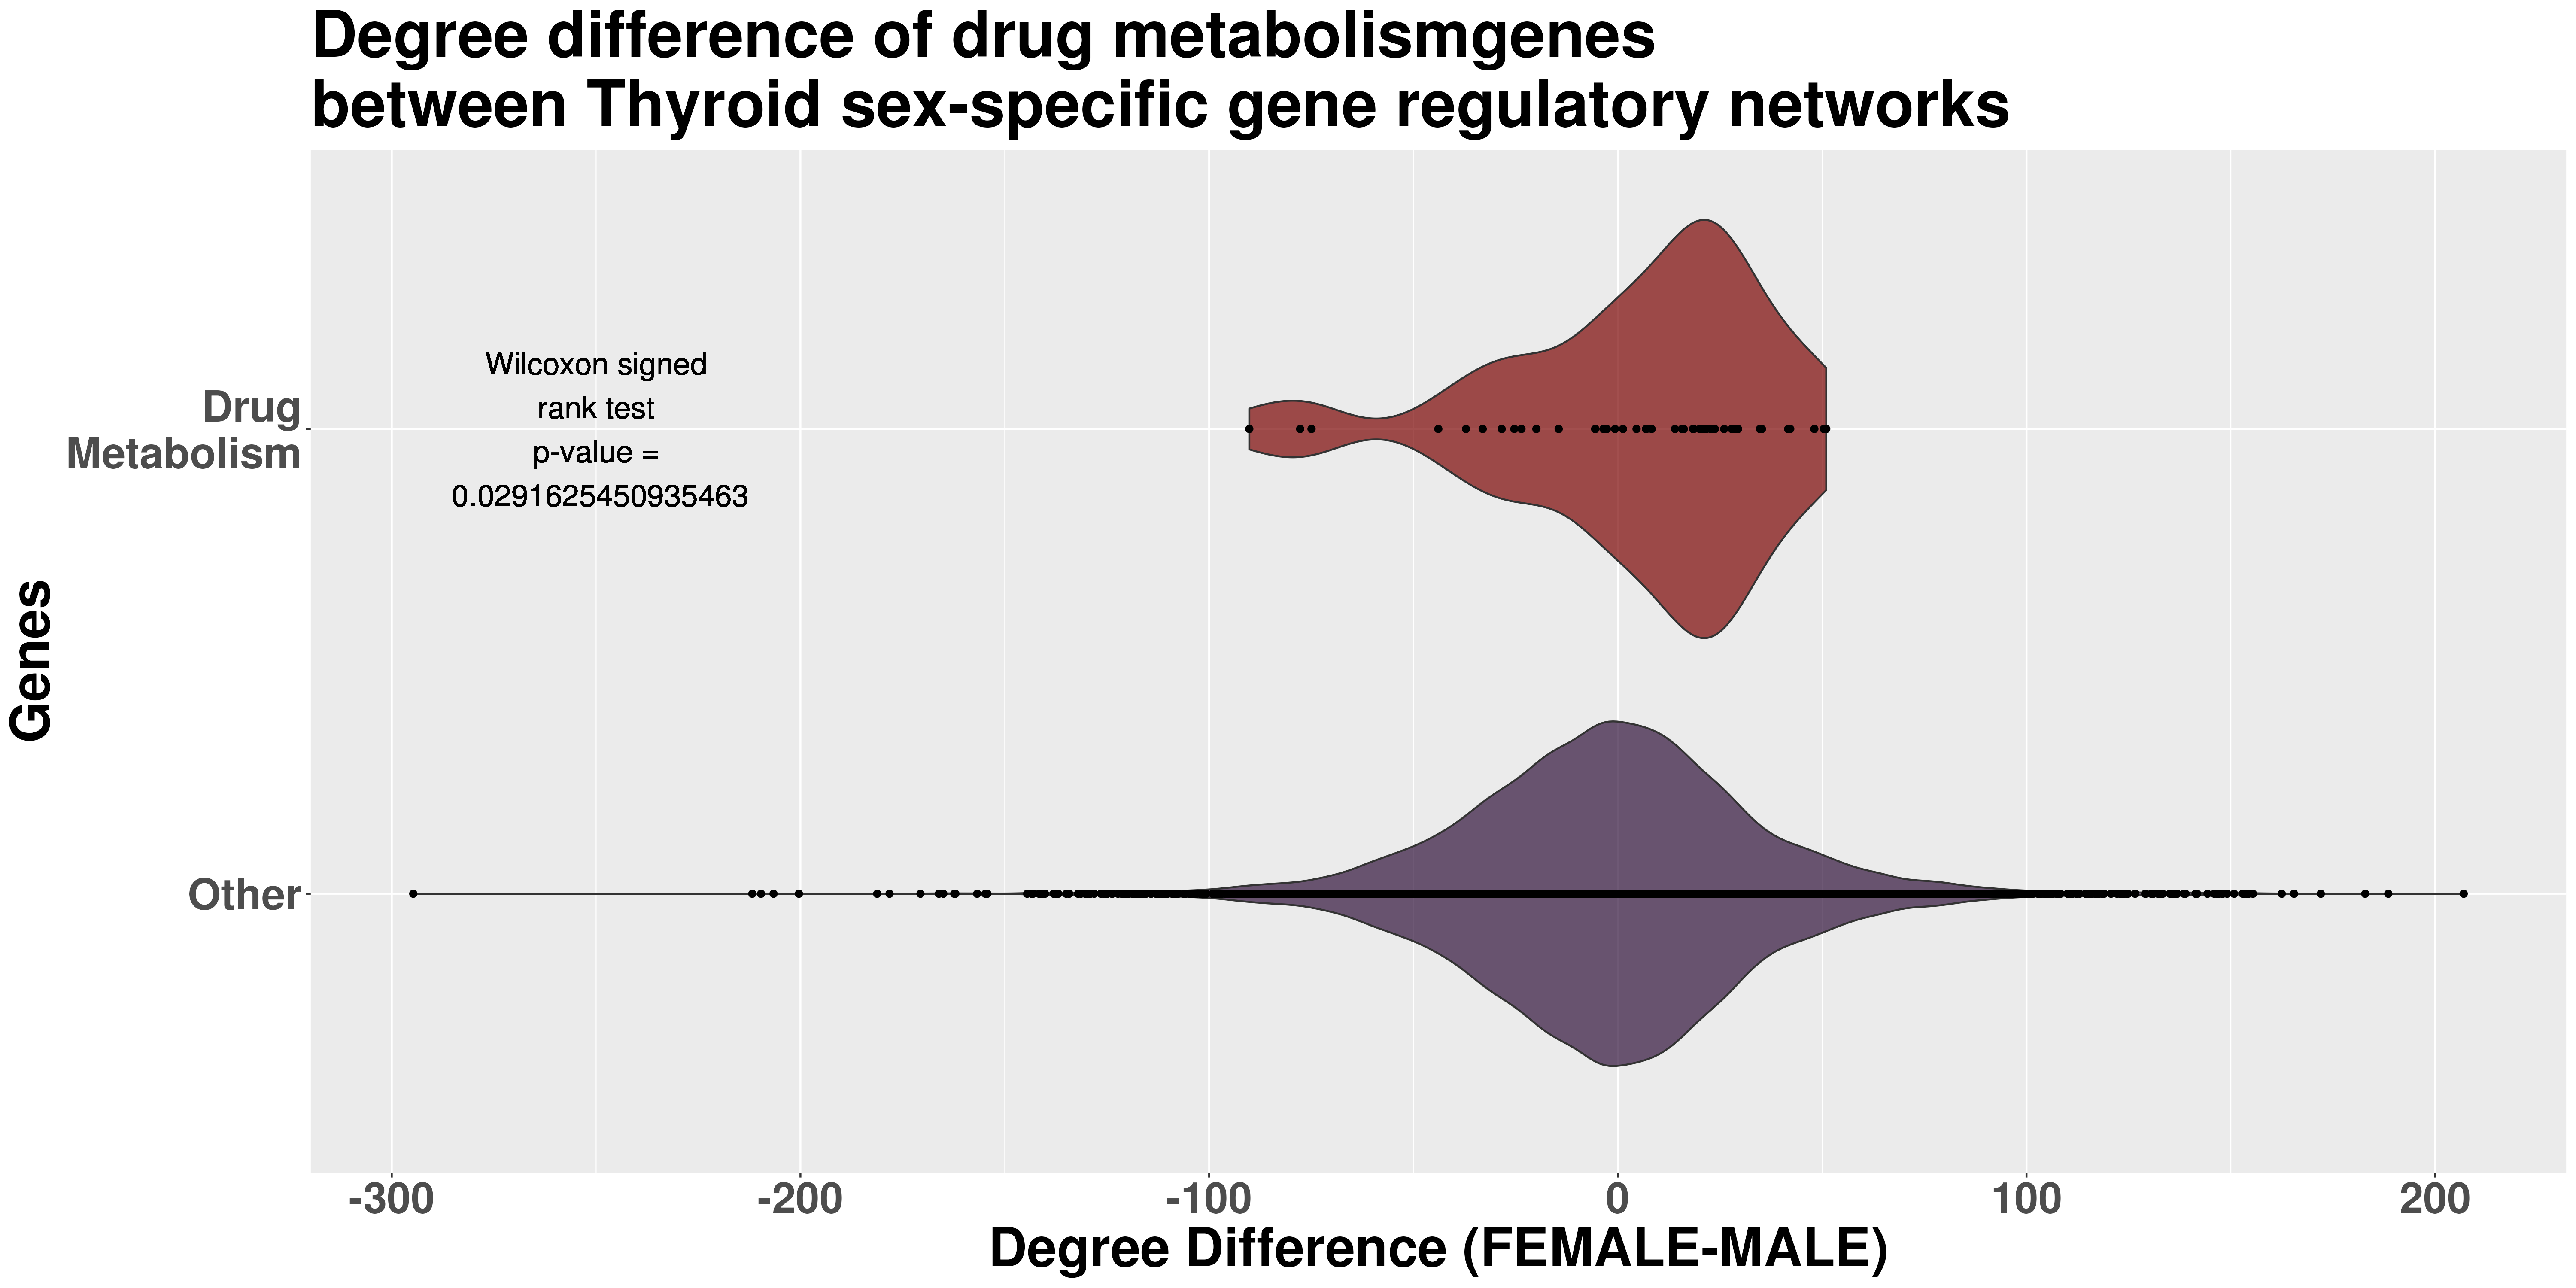 Degree difference of drug metabolismgenes
between Thyroid sex-specific gene regulatory networks
Wilcoxon signed
rank test
p-value =
0.0291625450935463
Drug
Metabolism
Other
Genes
-300 -200 -100 0 100 200
Degree Difference (FEMALE-MALE)